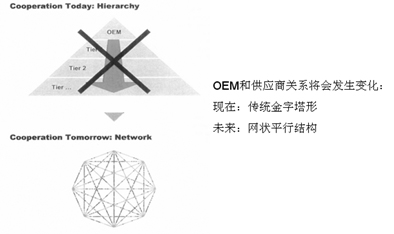 Cooperation Today: Hierarchy
OEM
Tier
Tier 2
Tier ...
Cooperation Tomorrow: Network
OEM和供应商关系将会发生变化：
现在：传统金字塔形
未来：网状平行结构